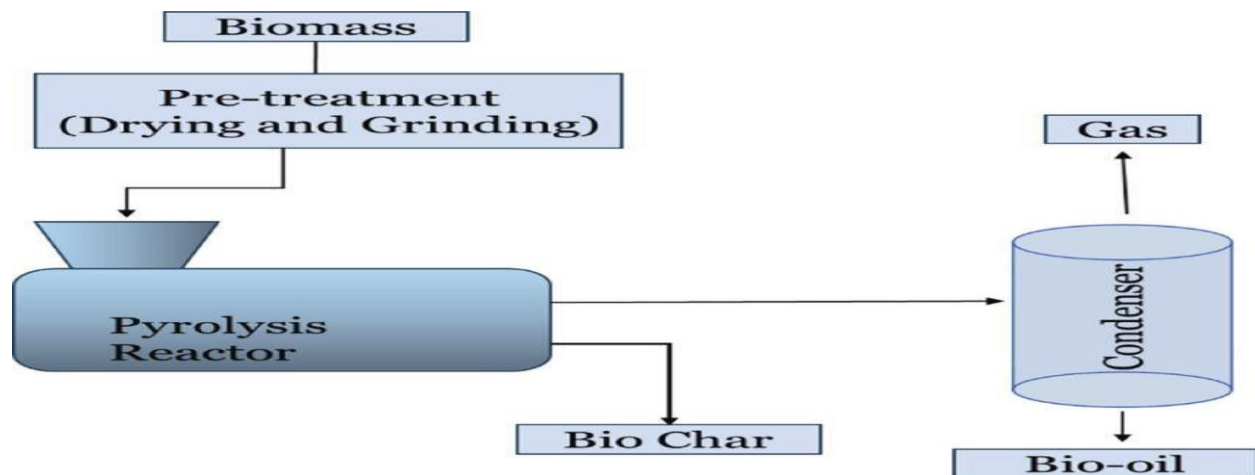 Biomass
Pre-treatment
(Drying and Grinding)
Gas
Condenser
Pyrolysis
Reactor
Bio Char
Bio-oil